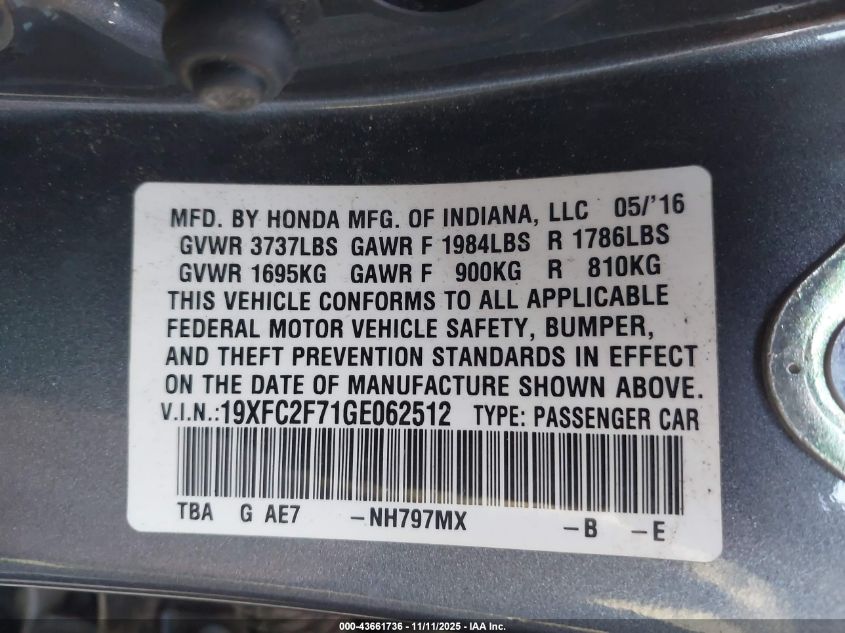 MFD. BY HONDA MFG. OF INDIANA, LLC 05/'16
GVWR 3737LBS GAWR F 1984LBS R 1786LBS
GVWR 1695KG GAWR F 900KG R 810KG
THIS VEHICLE CONFORMS TO ALL APPLICABLE
FEDERAL MOTOR VEHICLE SAFETY, BUMPER,
AND THEFT PREVENTION STANDARDS IN EFFECT
ON THE DATE OF MANUFACTURE SHOWN ABOVE.
V.I.N.:19XFC2F71GE062512 TYPE: PASSENGER CAR
TBA G AE7 -NH797MX -B -E
000-43661736 - 11/11/2025 - IAA Inc.